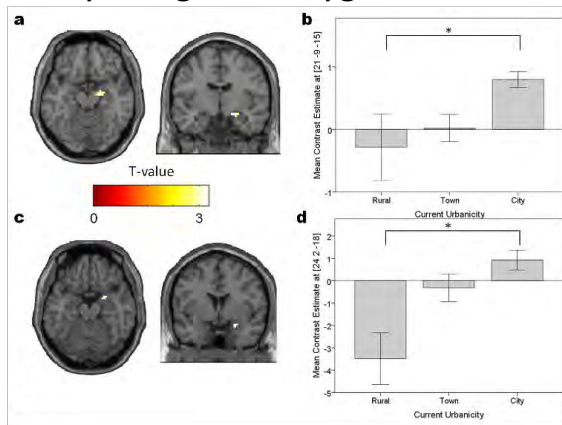 a
b
*
Mean Contrast Estimate at [21 -9 -15]
1
0
-1
Rural Town City
Current Urbanicity
T-value
0 3
c
d
*
Mean Contrast Estimate at [24 2 -18]
2
1
0
-1
-2
-3
-4
-5
Rural Town City
Current Urbanicity